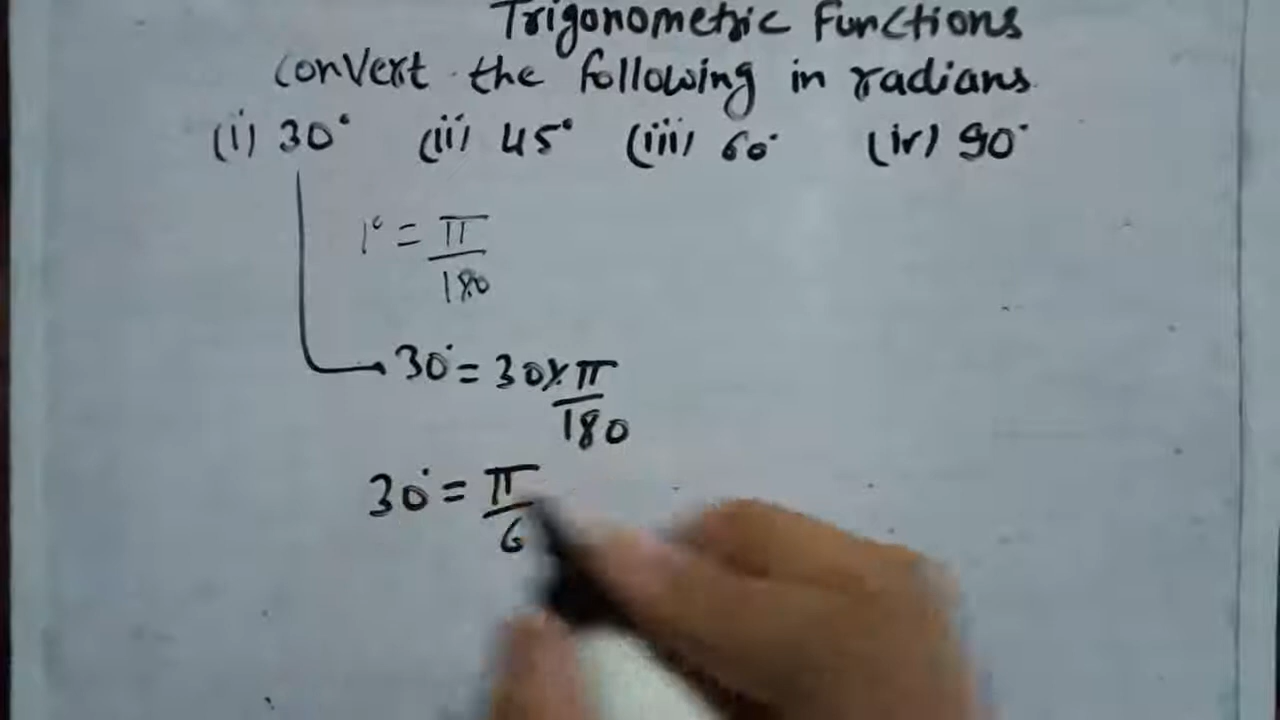 Trigonometric Functions
convert the following in radians
(i) 30° (ii) 45° (iii) 60° (iv) 90°
1° = π/180
30° = 30 × π/180
30° = π/6